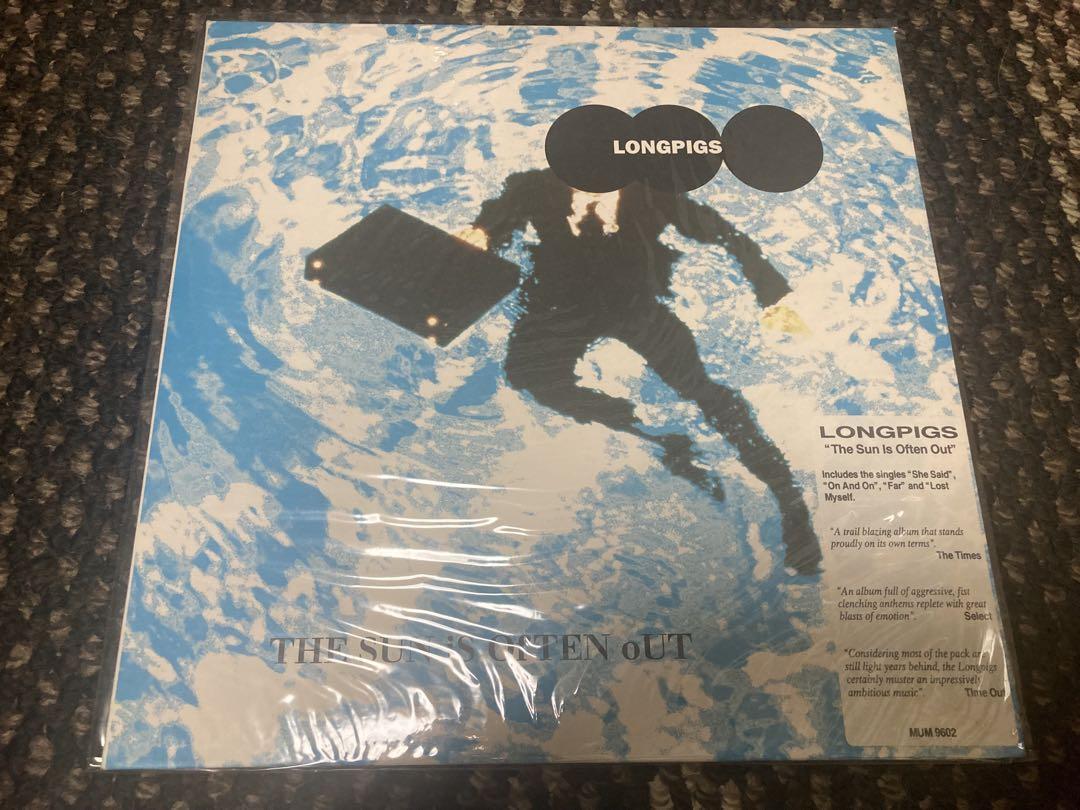 LONGPIGS
LONGPIGS
"The Sun Is Often Out"
Includes the singles "She Said",
"On And On", "Far" and "Lost
Myself.
"A trail blazing album that stands
proudly on its own terms".
The Times
"An album full of aggressive, fist
clenching anthems replete with great
blasts of emotion".
Select
"Considering most of the pack are
still light years behind, the Longpigs
certainly muster an impressively
ambitious music".
Time Out
MUM 9602
THE SUN iS OFTEN oUT